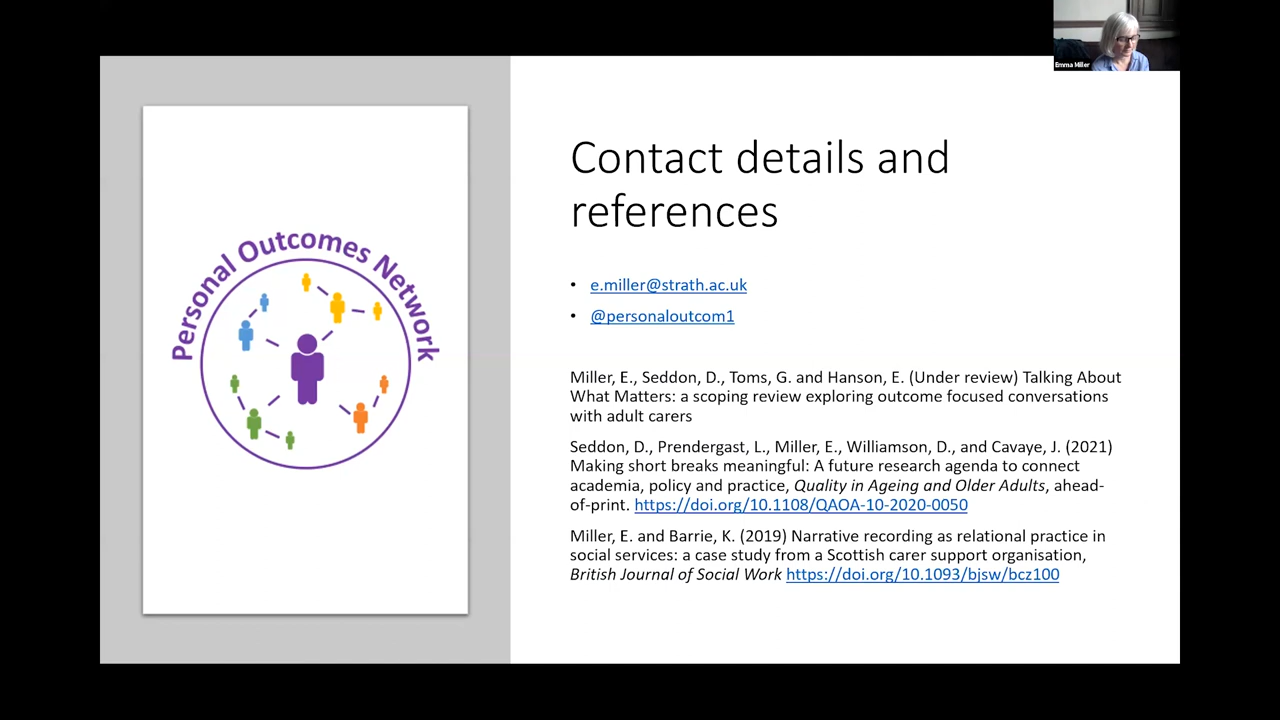 Emma Miller
Personal Outcomes Network
Contact details and
references
• e.miller@strath.ac.uk
• @personaloutcom1
Miller, E., Seddon, D., Toms, G. and Hanson, E. (Under review) Talking About
What Matters: a scoping review exploring outcome focused conversations
with adult carers
Seddon, D., Prendergast, L., Miller, E., Williamson, D., and Cavaye, J. (2021)
Making short breaks meaningful: A future research agenda to connect
academia, policy and practice, Quality in Ageing and Older Adults, ahead-
of-print. https://doi.org/10.1108/QAOA-10-2020-0050
Miller, E. and Barrie, K. (2019) Narrative recording as relational practice in
social services: a case study from a Scottish carer support organisation,
British Journal of Social Work https://doi.org/10.1093/bjsw/bcz100